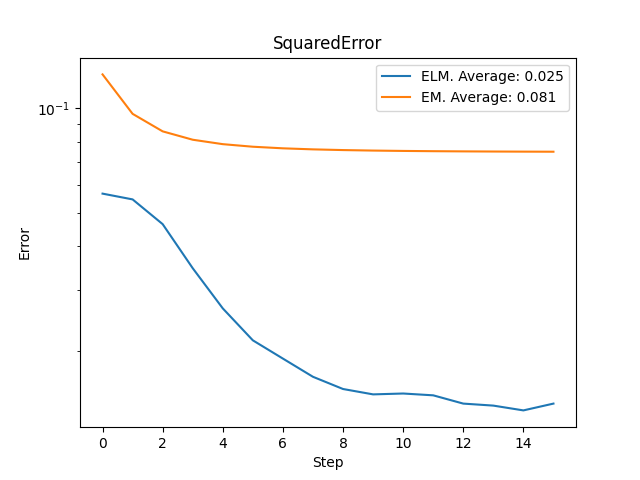 SquaredError
ELM. Average: 0.025
EM. Average: 0.081
10⁻¹
Error
0 2 4 6 8 10 12 14
Step